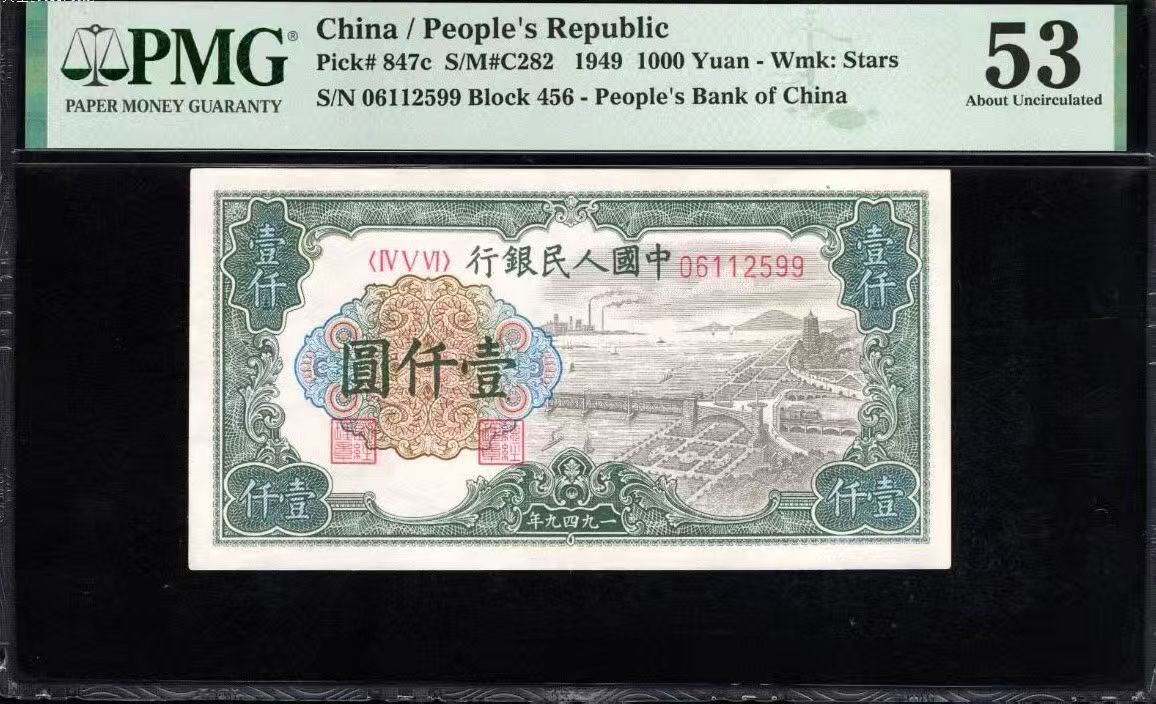 PMG®
PAPER MONEY GUARANTY
China / People's Republic
Pick# 847c S/M#C282 1949 1000 Yuan - Wmk: Stars
S/N 06112599 Block 456 - People's Bank of China
53
About Uncirculated
壹仟
壹仟
〈ⅣⅤⅥ〉
行銀民人國中
06112599
圓仟壹
仟壹
年九四九一
仟壹